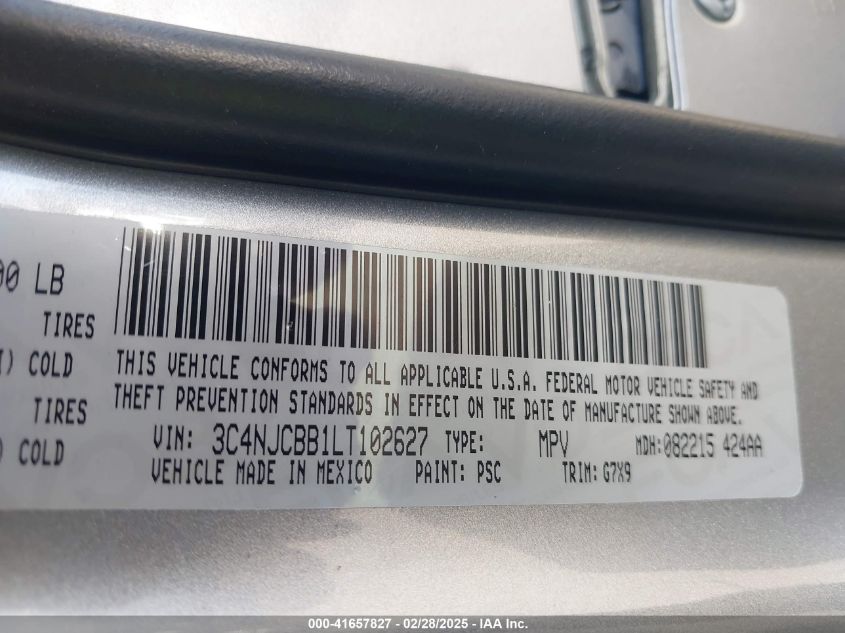 00 LB
TIRES
) COLD
TIRES
) COLD
THIS VEHICLE CONFORMS TO ALL APPLICABLE U.S.A. FEDERAL MOTOR VEHICLE SAFETY AND
THEFT PREVENTION STANDARDS IN EFFECT ON THE DATE OF MANUFACTURE SHOWN ABOVE.
VIN: 3C4NJCBB1LT102627 TYPE: MPV MDH:082215 424AA
VEHICLE MADE IN MEXICO PAINT: PSC TRIM: G7X9
000-41657827 - 02/28/2025 - IAA Inc.